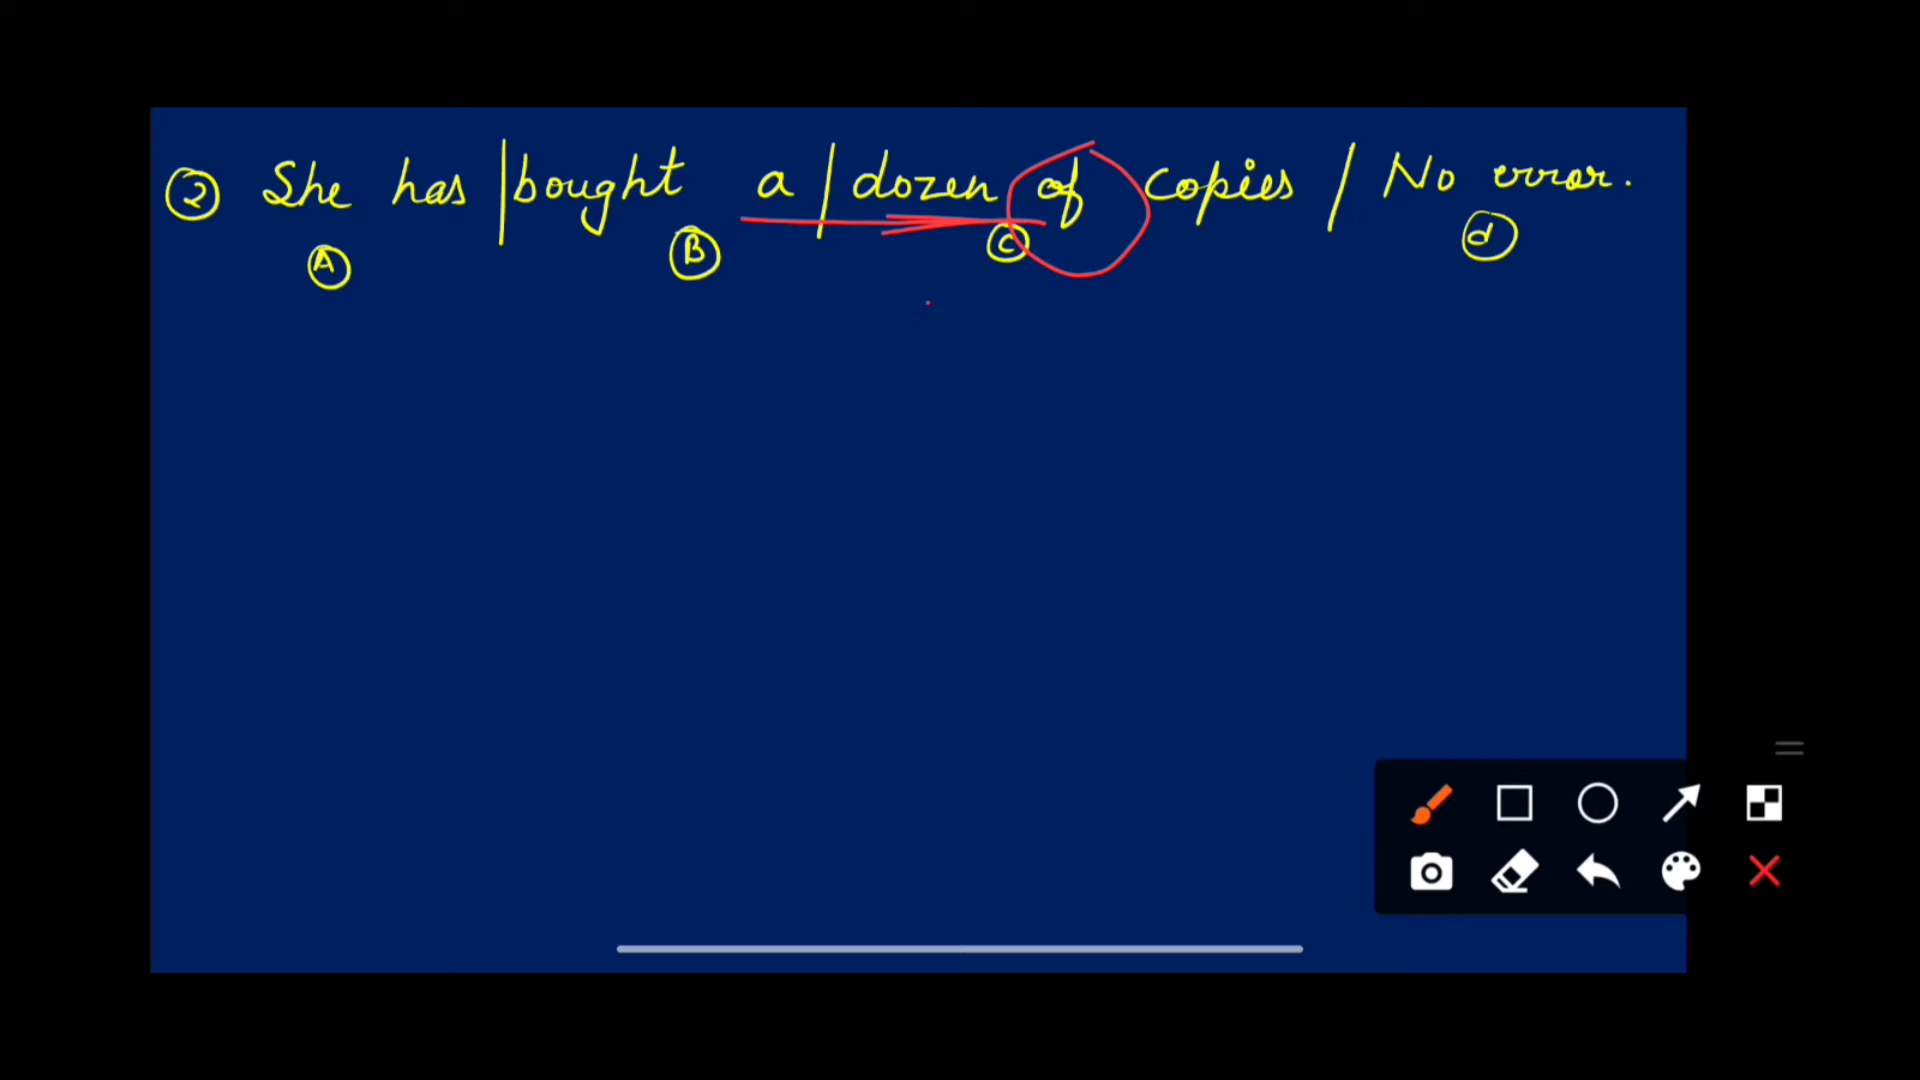 ② She has | bought a | dozen of copies / No error.
Ⓐ Ⓑ Ⓒ ⓓ